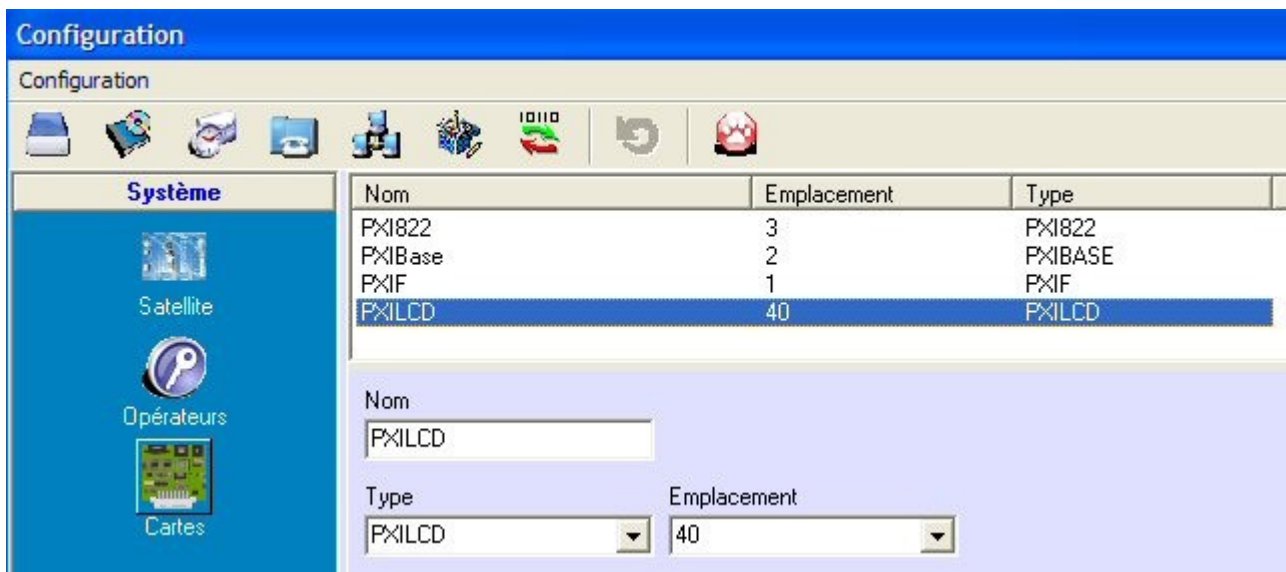 Configuration
Configuration
10110
Système
Satellite
Opérateurs
Cartes
Nom Emplacement Type
PXI822 3 PXI822
PXIBase 2 PXIBASE
PXIF 1 PXIF
PXILCD 40 PXILCD
Nom
PXILCD
Type Emplacement
PXILCD 40